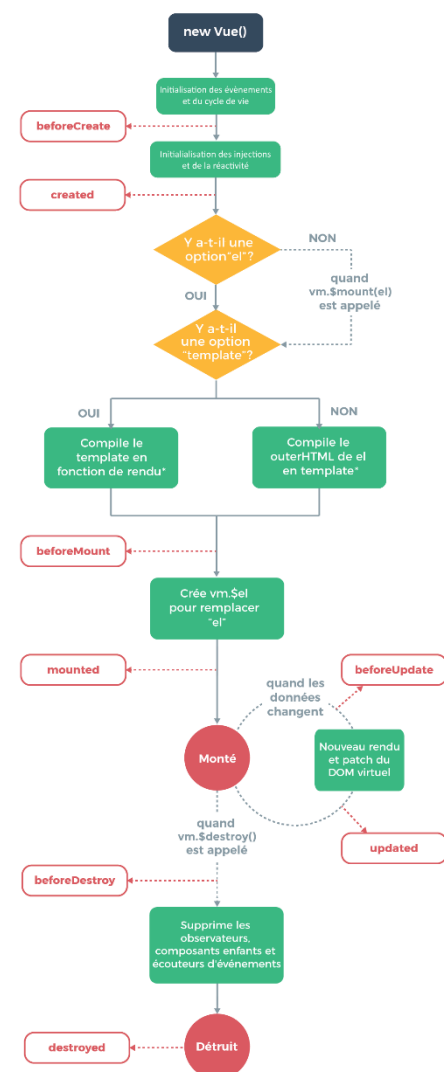 new Vue()
Initialisation des évènements
et du cycle de vie
beforeCreate
Initialialisation des injections
et de la réactivité
created
Y a-t-il une
option"el"?
NON
quand
vm.$mount(el)
est appelé
OUI
Y a-t-il
une option
"template"?
OUI
NON
Compile le
template en
fonction de rendu*
Compile le
outerHTML de el
en template*
beforeMount
Crée vm.$el
pour remplacer
"el"
mounted
quand les
données
changent
beforeUpdate
Monté
Nouveau rendu
et patch du
DOM virtuel
quand
vm.$destroy()
est appelé
updated
beforeDestroy
Supprime les
observateurs,
composants enfants et
écouteurs d'événements
destroyed
Détruit